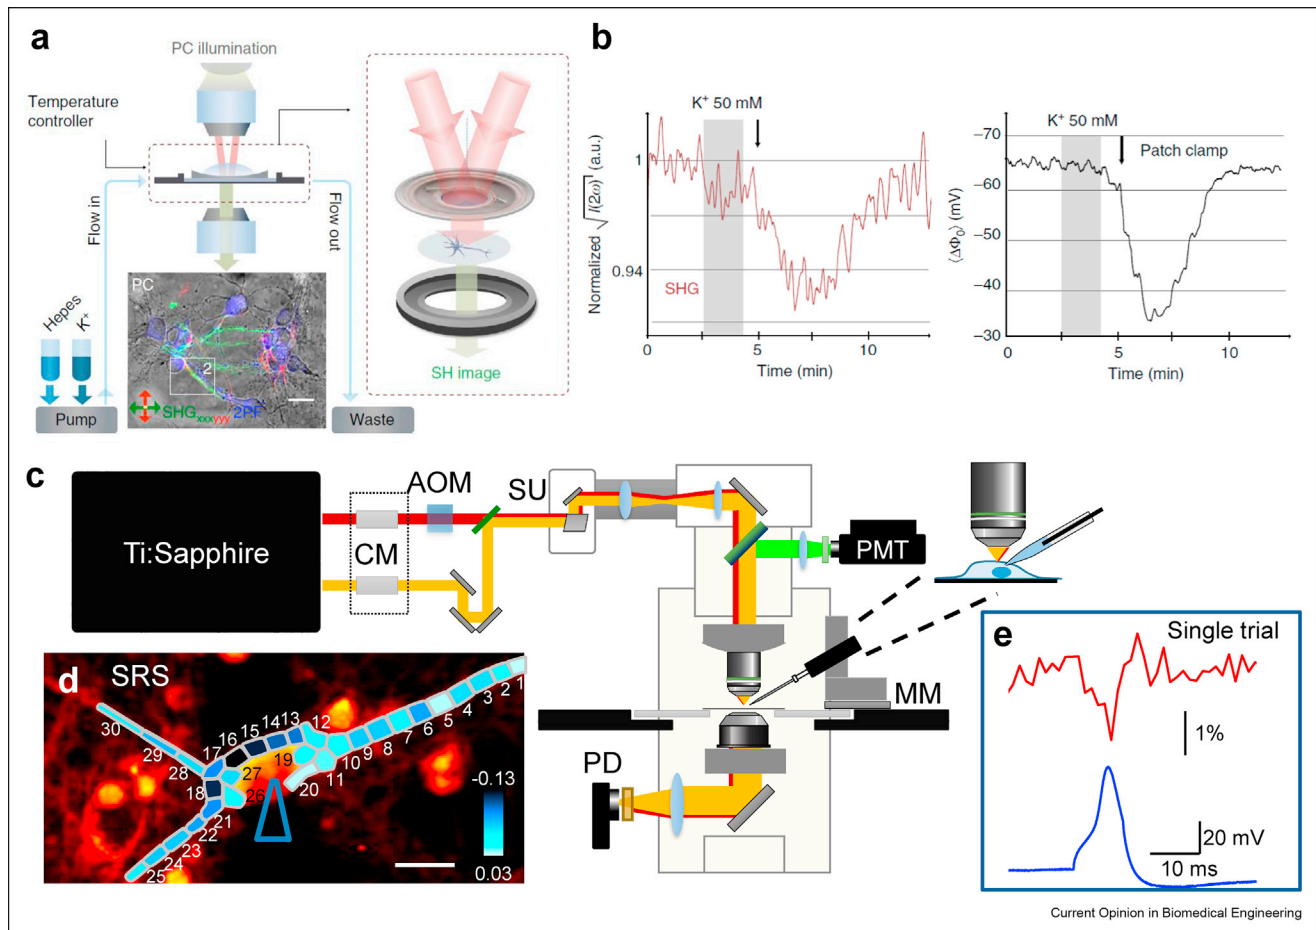 a
PC illumination
Temperature
controller
Flow in
Flow out
Hepes
K⁺
PC
2
SHGxxxyyy 2PF
Pump
Waste
SH image
b
K⁺ 50 mM
Normalized √I(2ω) (a.u.)
1
0.94
SHG
0
5
10
Time (min)
K⁺ 50 mM
Patch clamp
⟨ΔΦ₀⟩ (mV)
–70
–60
–50
–40
–30
0
5
10
Time (min)
c
Ti:Sapphire
CM
AOM
SU
PMT
MM
PD
d
SRS
30
29
28
17
16
15
14
13
12
5
4
3
2
1
6
7
8
9
10
11
19
20
27
26
18
21
22
23
24
25
-0.13
0.03
e
Single trial
1%
20 mV
10 ms
Current Opinion in Biomedical Engineering